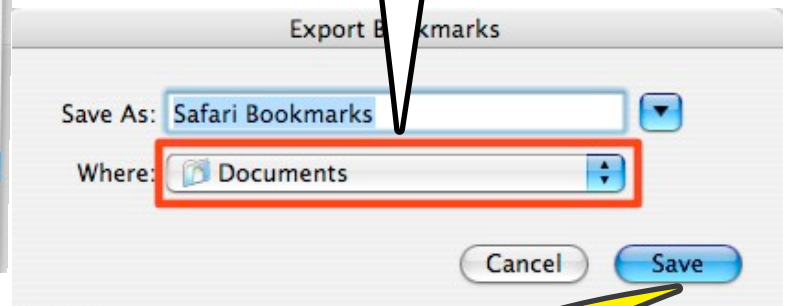 Export Bookmarks
Save As: Safari Bookmarks
Where: Documents
Cancel Save